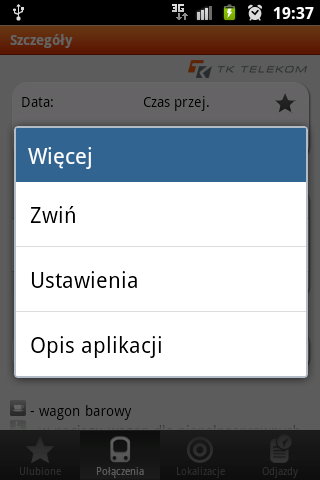 3G 19:37
Szczegóły
TK TELEKOM
Data: Czas przej.
Więcej
Zwiń
Ustawienia
Opis aplikacji
- wagon barowy
Ulubione Połączenia Lokalizacje Odjazdy